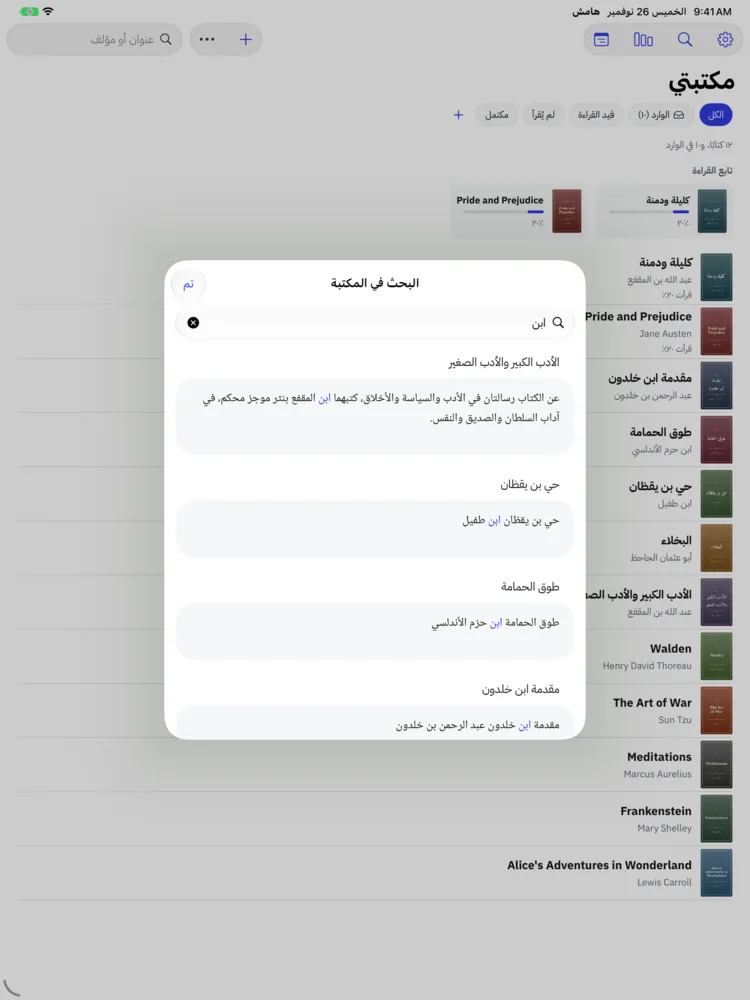 9:41 AM الخميس 26 نوفمبر هامش
عنوان أو مؤلف
مكتبتي
الكل
الوارد (١٠)
قيد القراءة
لم يُقرأ
مكتمل
١٢ كتابًا، و١٠ في الوارد
تابع القراءة
كليلة ودمنة
٢٠٪
Pride and Prejudice
٢٠٪
كليلة ودمنة
عبد الله بن المقفع
قرأت ٢٠٪
Pride and Prejudice
Jane Austen
قرأت ٢٠٪
مقدمة ابن خلدون
عبد الرحمن بن خلدون
طوق الحمامة
ابن حزم الأندلسي
حي بن يقظان
ابن طفيل
البخلاء
أبو عثمان الجاحظ
الأدب الكبير والأدب الصغ
عبد الله بن المقفع
Walden
Henry David Thoreau
The Art of War
Sun Tzu
Meditations
Marcus Aurelius
Frankenstein
Mary Shelley
Alice's Adventures in Wonderland
Lewis Carroll
البحث في المكتبة
تم
ابن
الأدب الكبير والأدب الصغير
عن الكتاب رسالتان في الأدب والسياسة والأخلاق، كتبهما ابن المقفع بنثر موجز محكم، في
آداب السلطان والصديق والنفس.
حي بن يقظان
حي بن يقظان ابن طفيل
طوق الحمامة
طوق الحمامة ابن حزم الأندلسي
مقدمة ابن خلدون
مقدمة ابن خلدون عبد الرحمن بن خلدون